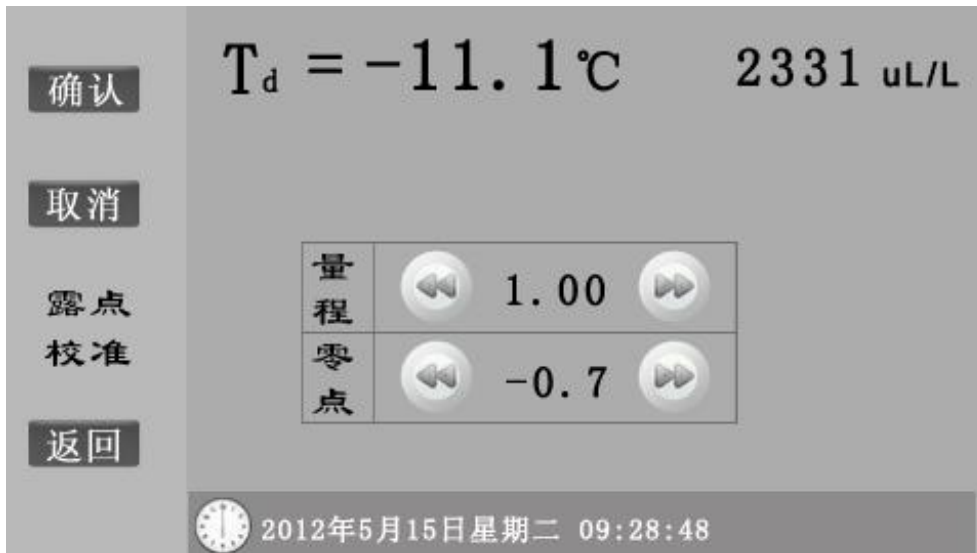 确认
取消
露点
校准
返回
Td =-11.1℃ 2331 uL/L
量程 1.00
零点 -0.7
2012年5月15日星期二 09:28:48